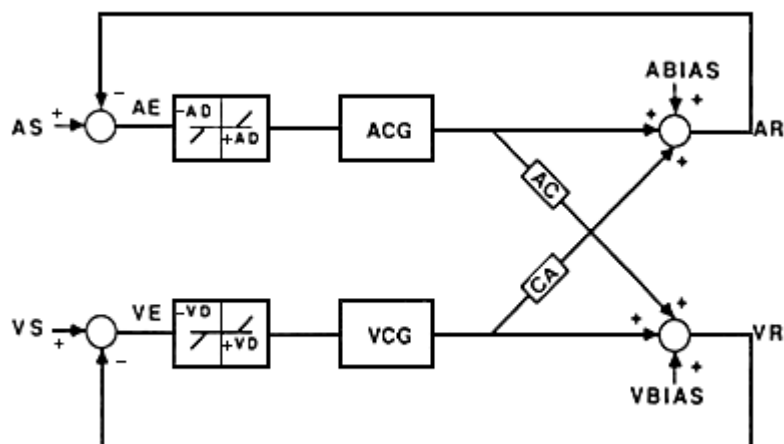 ABIAS
− +
AS + AE −AD +AD ACG + AR
+
AC
CA
VS + VE −VD +VD VCG + + VR
− +
VBIAS